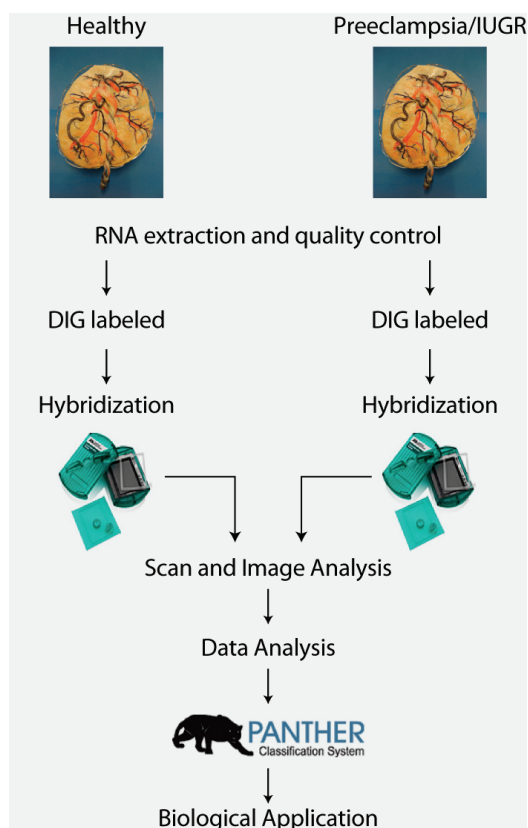 Healthy
Preeclampsia/IUGR
RNA extraction and quality control
DIG labeled
DIG labeled
Hybridization
Hybridization
Scan and Image Analysis
Data Analysis
PANTHER
Classification System
Biological Application